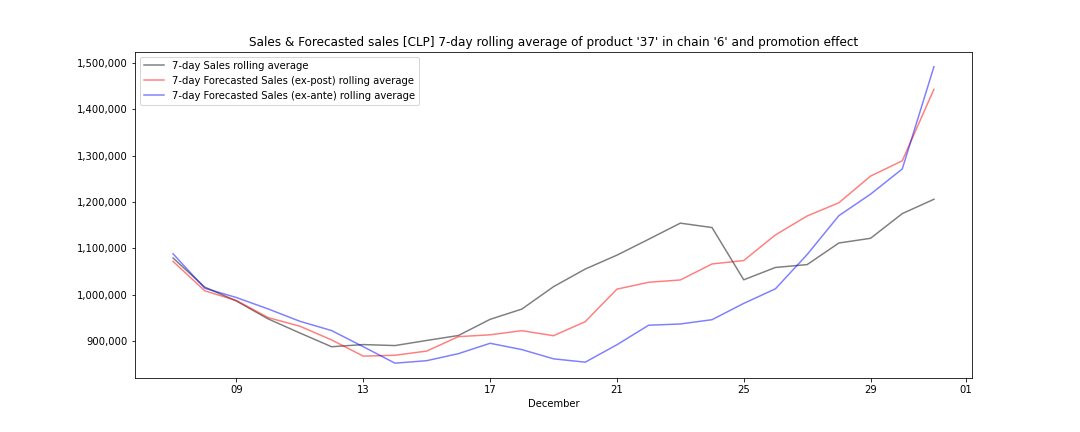 Sales & Forecasted sales [CLP] 7-day rolling average of product '37' in chain '6' and promotion effect
7-day Sales rolling average
7-day Forecasted Sales (ex-post) rolling average
7-day Forecasted Sales (ex-ante) rolling average
1,500,000
1,400,000
1,300,000
1,200,000
1,100,000
1,000,000
900,000
09 13 17 21 25 29 01
December